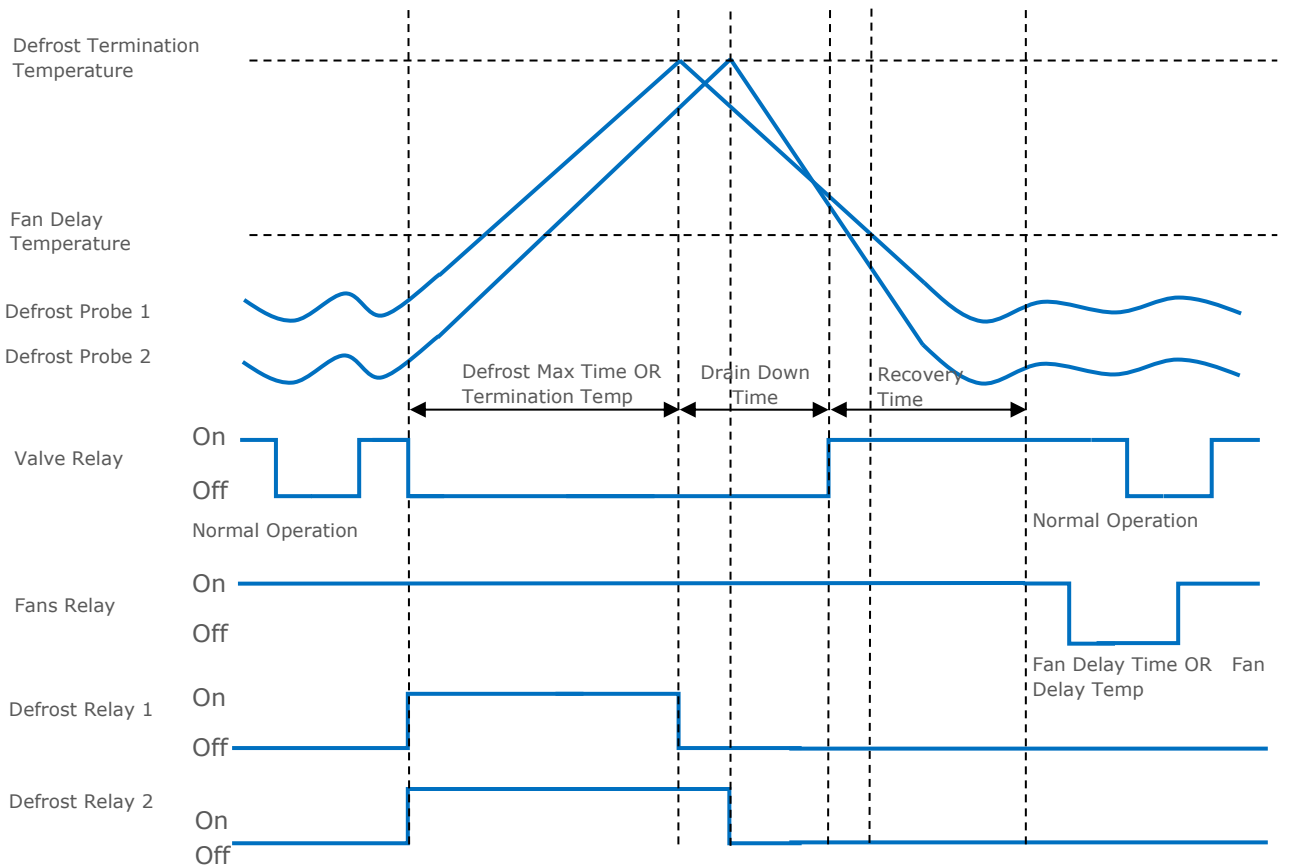 Defrost Termination
Temperature
Fan Delay
Temperature
Defrost Probe 1
Defrost Probe 2
Defrost Max Time OR
Termination Temp
Drain Down
Time
Recovery
Time
On
Valve Relay
Off
Normal Operation
Normal Operation
On
Fans Relay
Off
Fan Delay Time OR Fan
Delay Temp
On
Defrost Relay 1
Off
Defrost Relay 2
On
Off